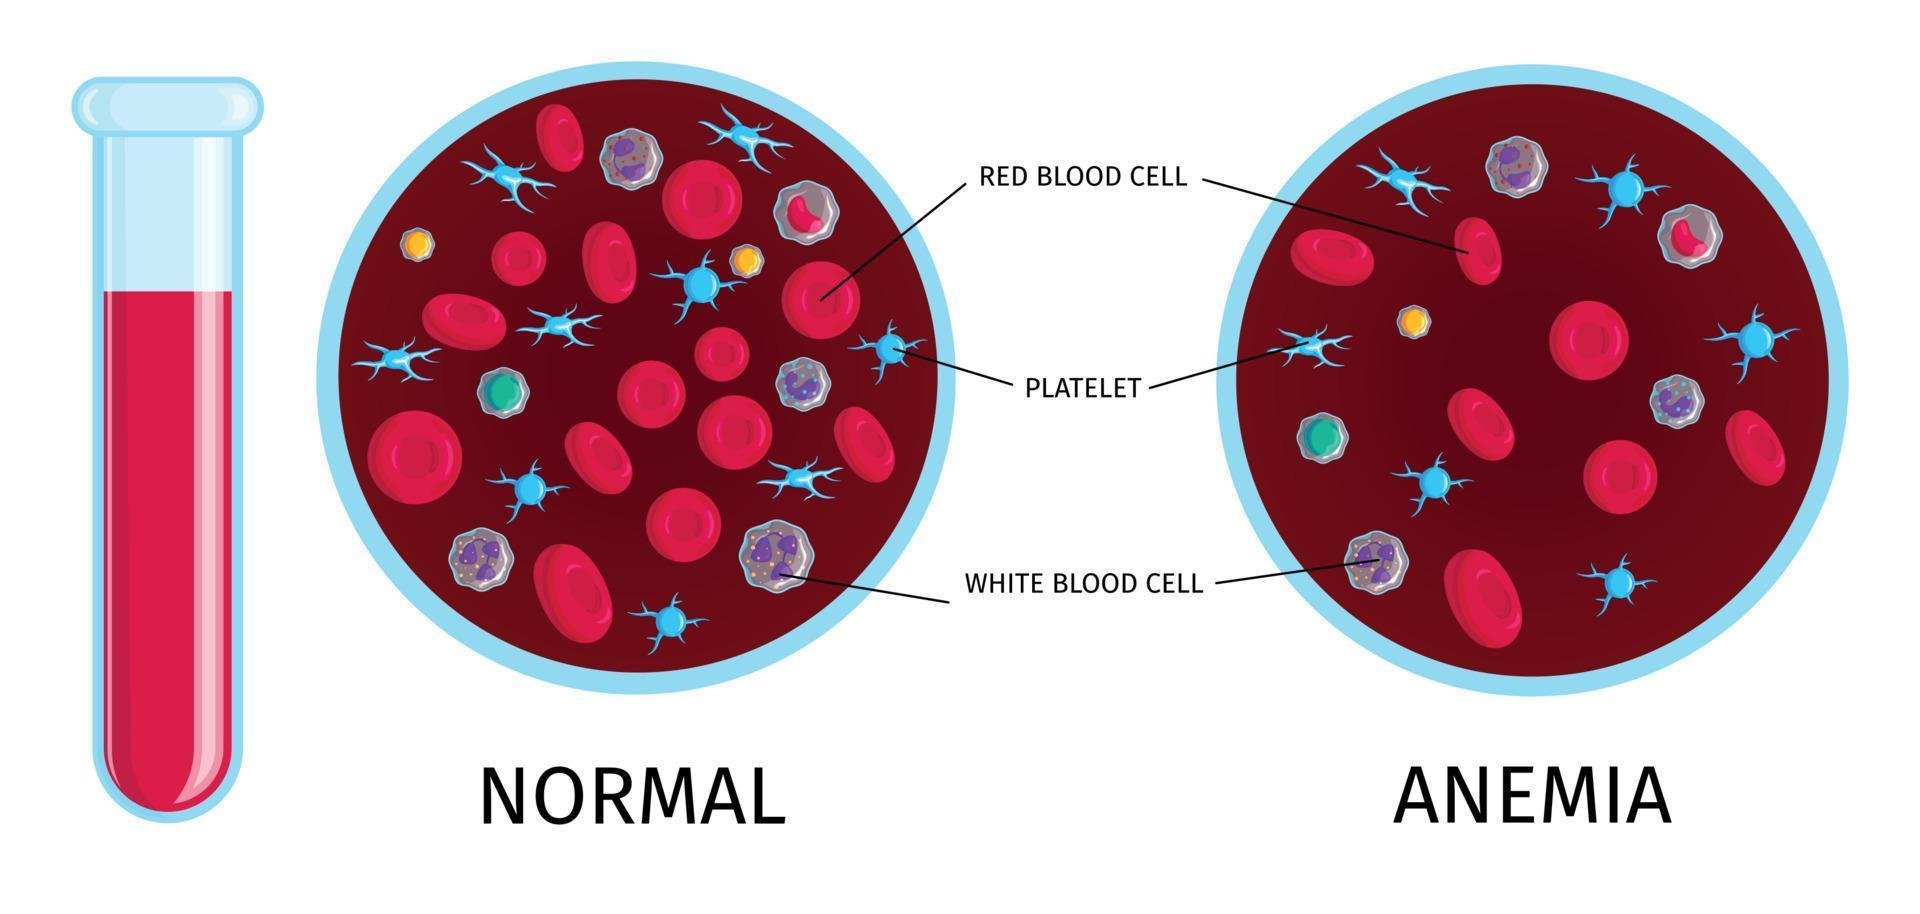 RED BLOOD CELL
PLATELET
WHITE BLOOD CELL
NORMAL
ANEMIA